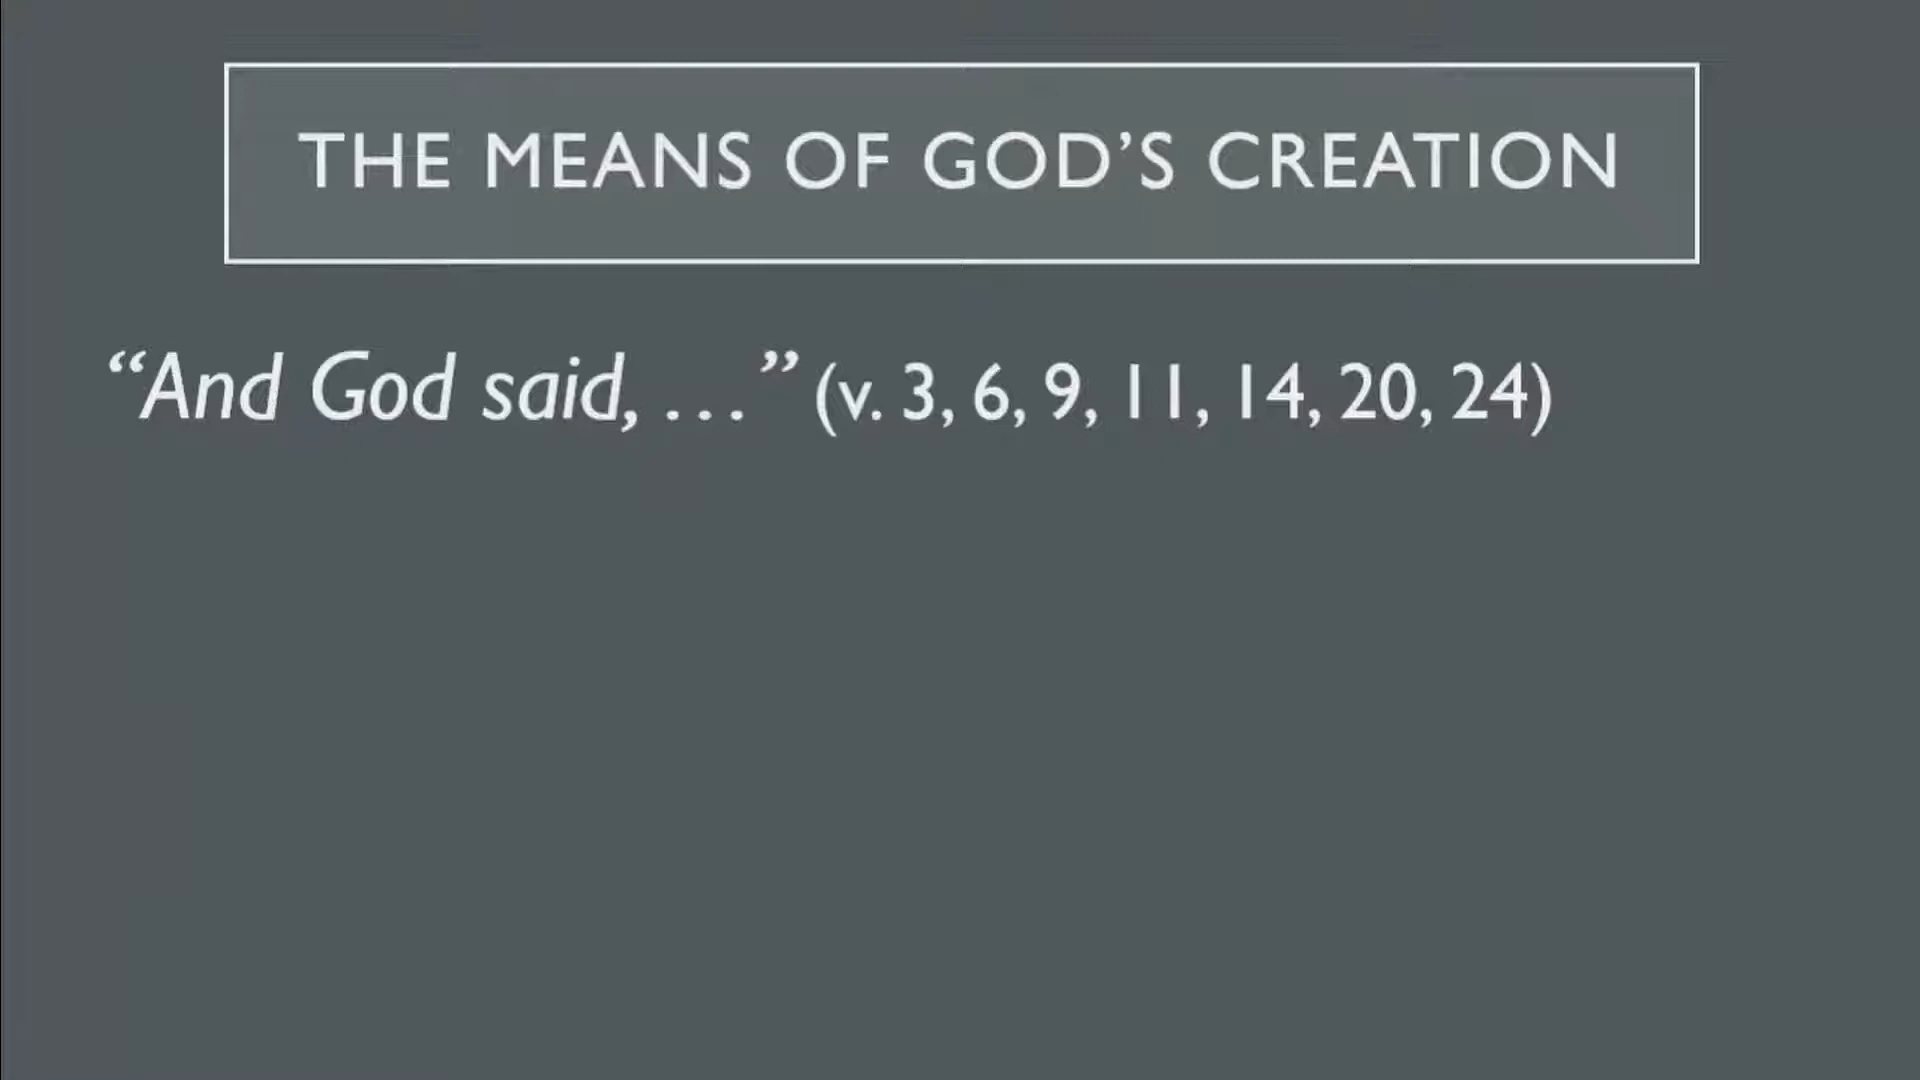 THE MEANS OF GOD’S CREATION
“And God said, …” (v. 3, 6, 9, 11, 14, 20, 24)